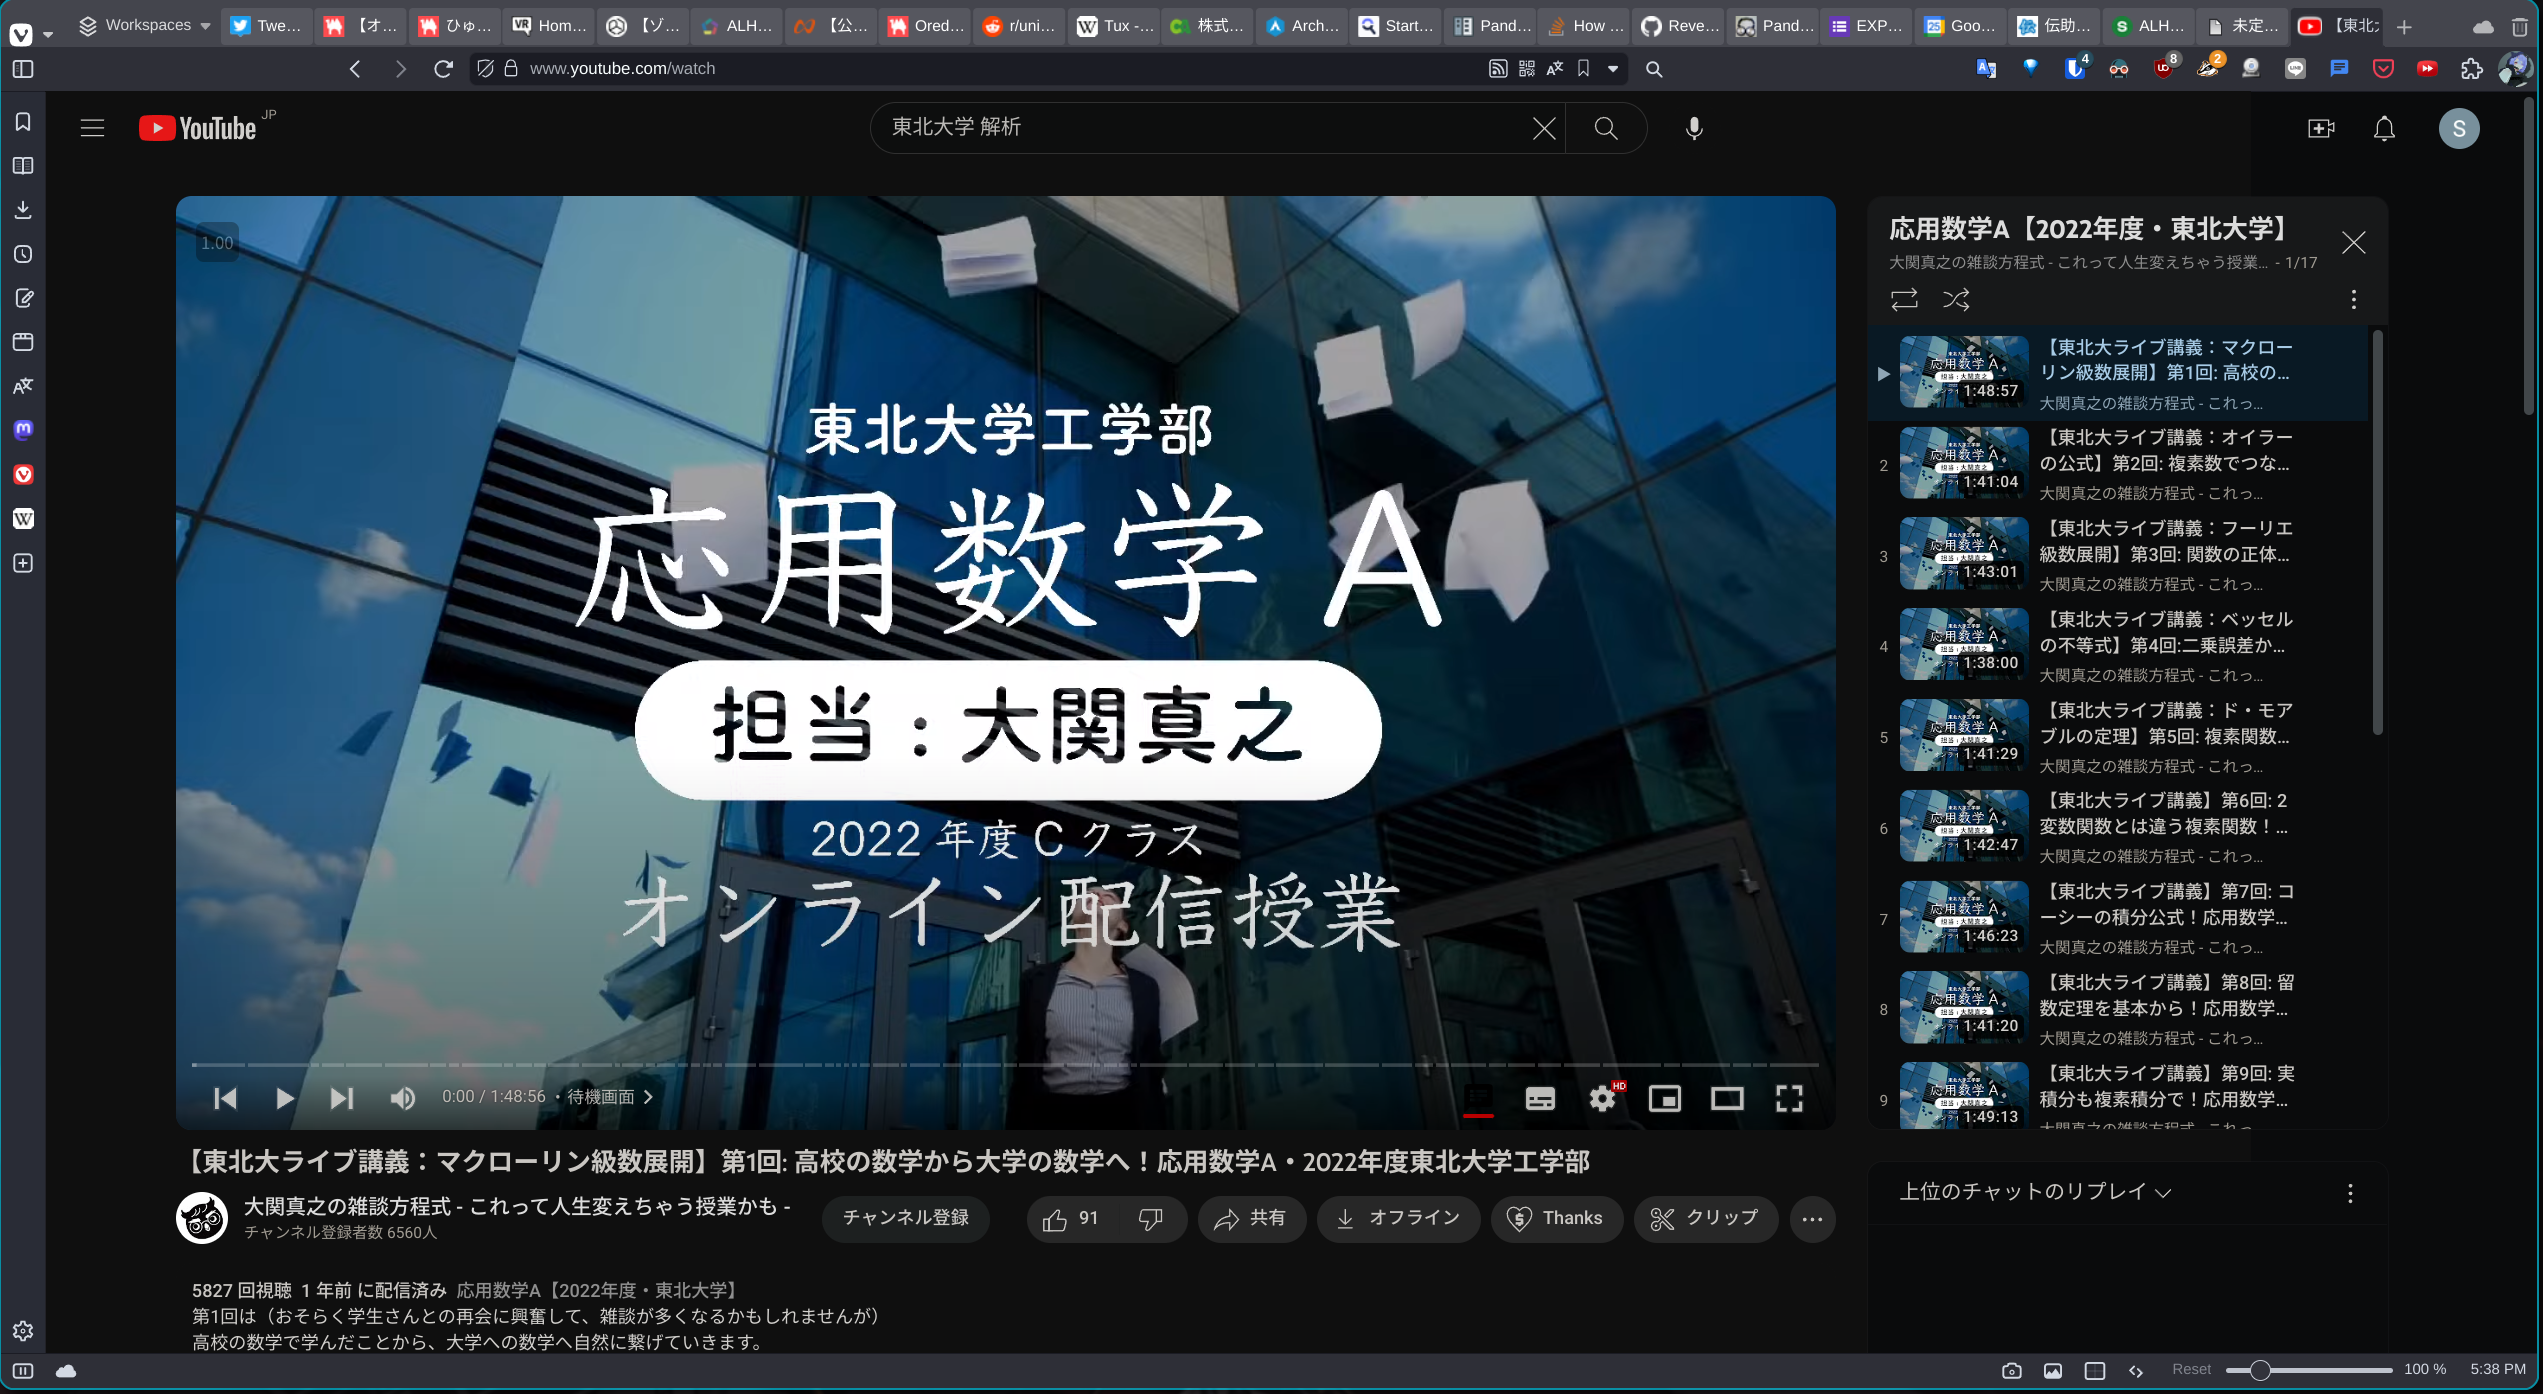 Workspaces
Twe...
【オ...
ひゅ...
Hom...
【ゾ...
ALH...
【公...
Ored...
r/uni...
Tux -...
株式...
Arch...
Start...
Pand...
How ...
Reve...
Pand...
EXP...
Goo...
伝助...
ALH...
未定...
【東北大
www.youtube.com/watch
4
8
2
YouTube JP
東北大学 解析
S
1.00
東北大学工学部
応用数学 A
担当：大関真之
2022 年度 C クラス
オンライン配信授業
0:00 / 1:48:56 • 待機画面
HD
応用数学A【2022年度・東北大学】
大関真之の雑談方程式 - これって人生変えちゃう授業... - 1/17
1:48:57
【東北大ライブ講義：マクロー
リン級数展開】第1回: 高校の...
大関真之の雑談方程式 - これっ...
2
1:41:04
【東北大ライブ講義：オイラー
の公式】第2回: 複素数でつな...
大関真之の雑談方程式 - これっ...
3
1:43:01
【東北大ライブ講義：フーリエ
級数展開】第3回: 関数の正体...
大関真之の雑談方程式 - これっ...
4
1:38:00
【東北大ライブ講義：ベッセル
の不等式】第4回:二乗誤差か...
大関真之の雑談方程式 - これっ...
5
1:41:29
【東北大ライブ講義：ド・モア
ブルの定理】第5回: 複素関数...
大関真之の雑談方程式 - これっ...
6
1:42:47
【東北大ライブ講義】第6回: 2
変数関数とは違う複素関数！...
大関真之の雑談方程式 - これっ...
7
1:46:23
【東北大ライブ講義】第7回: コ
ーシーの積分公式！応用数学...
大関真之の雑談方程式 - これっ...
8
1:41:20
【東北大ライブ講義】第8回: 留
数定理を基本から！応用数学...
大関真之の雑談方程式 - これっ...
9
1:49:13
【東北大ライブ講義】第9回: 実
積分も複素積分で！応用数学...
大関真之の雑談方程式 - これっ...
【東北大ライブ講義：マクローリン級数展開】第1回: 高校の数学から大学の数学へ！応用数学A・2022年度東北大学工学部
大関真之の雑談方程式 - これって人生変えちゃう授業かも -
チャンネル登録者数 6560人
チャンネル登録
91
共有
オフライン
Thanks
クリップ
上位のチャットのリプレイ
5827 回視聴 1 年前 に配信済み 応用数学A【2022年度・東北大学】
第1回は（おそらく学生さんとの再会に興奮して、雑談が多くなるかもしれませんが）
高校の数学で学んだことから、大学への数学へ自然に繋げていきます。
Reset
100 %
5:38 PM